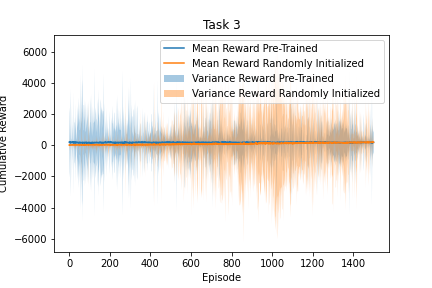 Task 3
Mean Reward Pre-Trained
Mean Reward Randomly Initialized
Variance Reward Pre-Trained
Variance Reward Randomly Initialized
Cumulative Reward
6000
4000
2000
0
−2000
−4000
−6000
0 200 400 600 800 1000 1200 1400
Episode